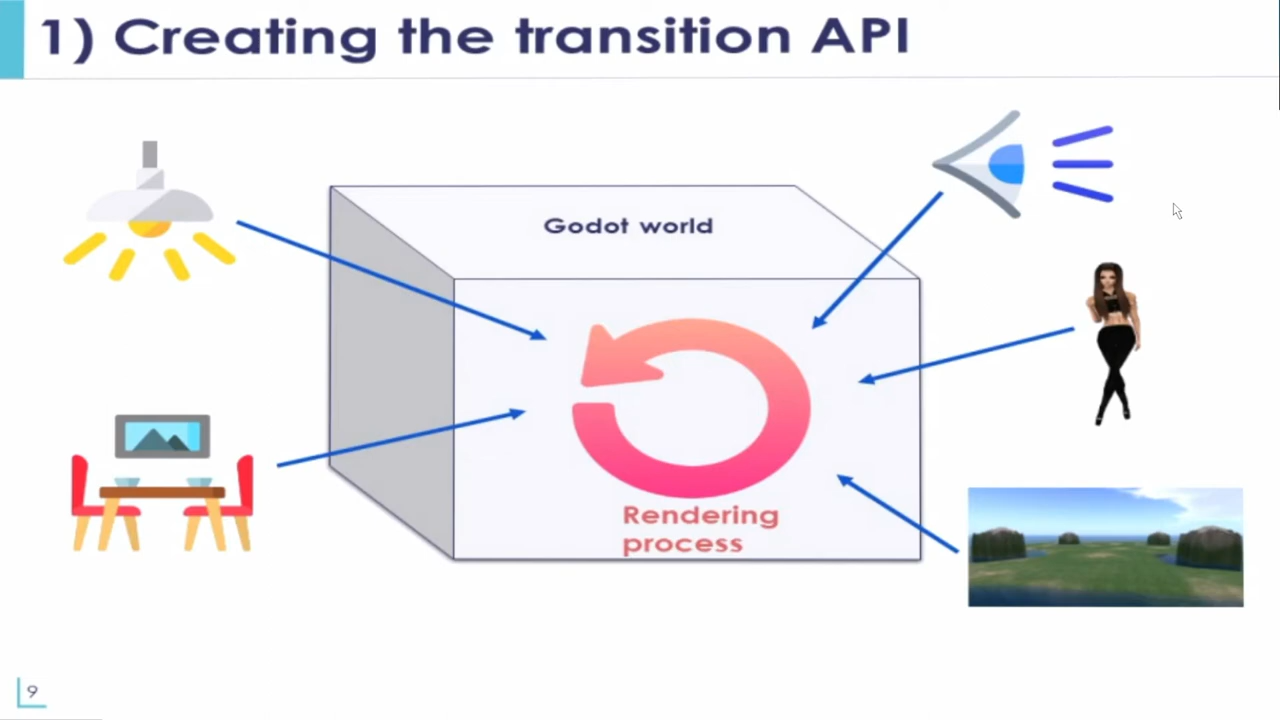 1) Creating the transition API
Godot world
Rendering
process
9